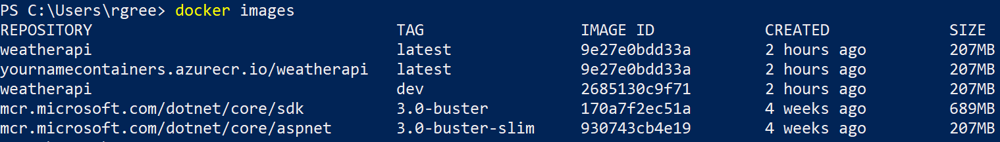 PS C:\Users\rgree> docker images
REPOSITORY TAG IMAGE ID CREATED SIZE
weatherapi latest 9e27e0bdd33a 2 hours ago 207MB
yournamecontainers.azurecr.io/weatherapi latest 9e27e0bdd33a 2 hours ago 207MB
weatherapi dev 2685130c9f71 2 hours ago 207MB
mcr.microsoft.com/dotnet/core/sdk 3.0-buster 170a7f2ec51a 4 weeks ago 689MB
mcr.microsoft.com/dotnet/core/aspnet 3.0-buster-slim 930743cb4e19 4 weeks ago 207MB